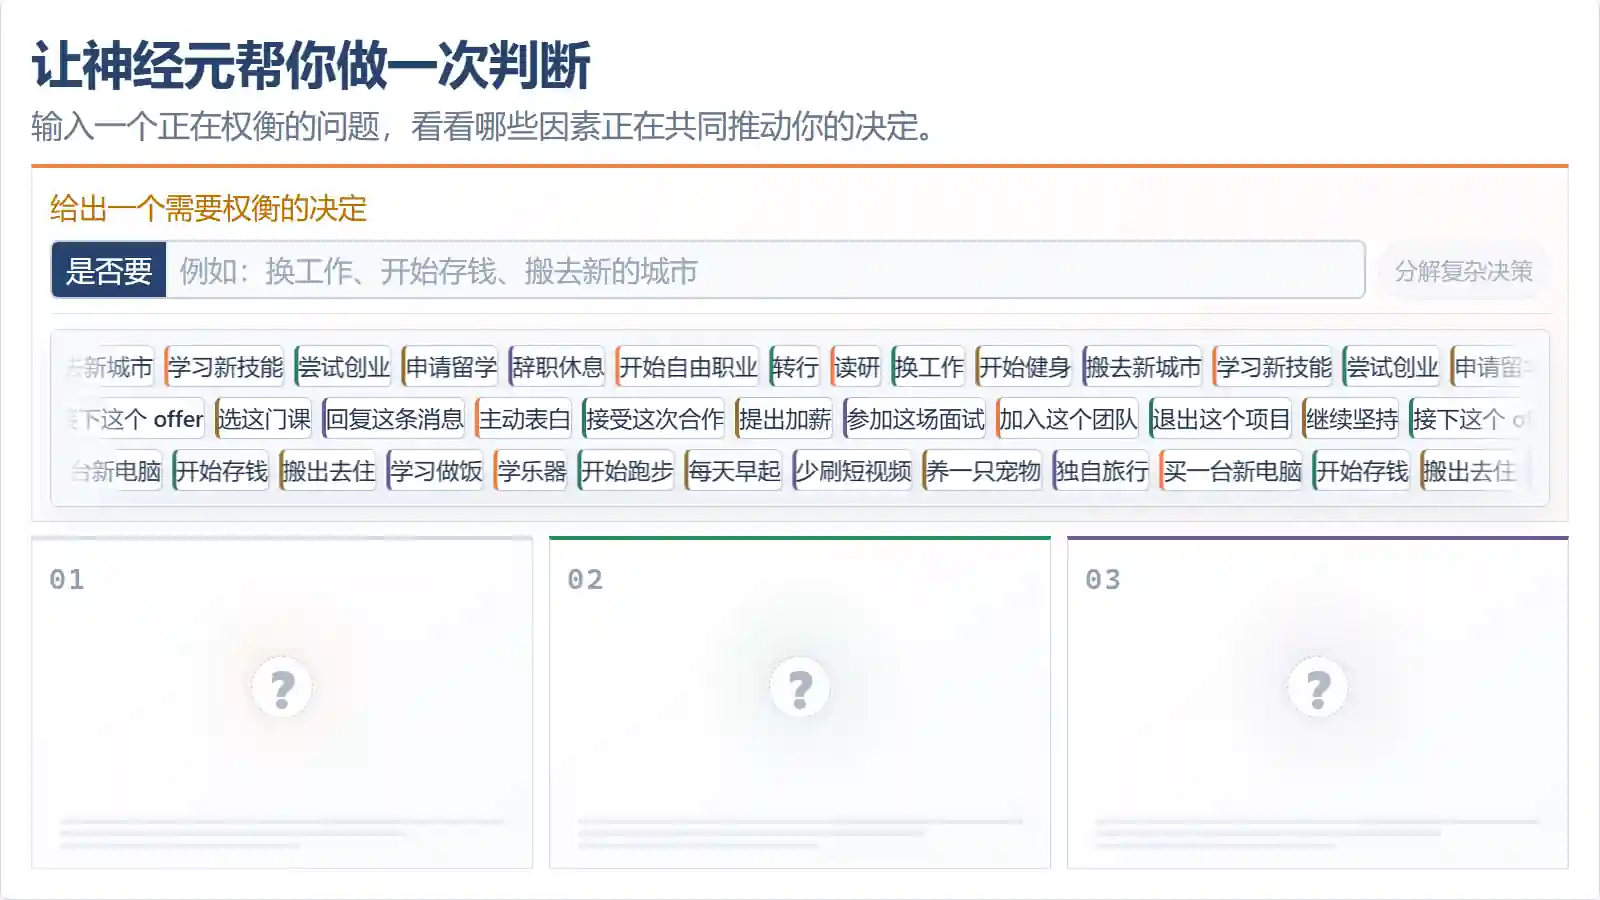 让神经元帮你做一次判断
输入一个正在权衡的问题，看看哪些因素正在共同推动你的决定。
给出一个需要权衡的决定
是否要 例如：换工作、开始存钱、搬去新的城市 分解复杂决策
去新城市 学习新技能 尝试创业 申请留学 辞职休息 开始自由职业 转行 读研 换工作 开始健身 搬去新城市 学习新技能 尝试创业 申请留学
接下这个 offer 选这门课 回复这条消息 主动表白 接受这次合作 提出加薪 参加这场面试 加入这个团队 退出这个项目 继续坚持 接下这个 of
台新电脑 开始存钱 搬出去住 学习做饭 学乐器 开始跑步 每天早起 少刷短视频 养一只宠物 独自旅行 买一台新电脑 开始存钱 搬出去住
01 02 03
? ? ?